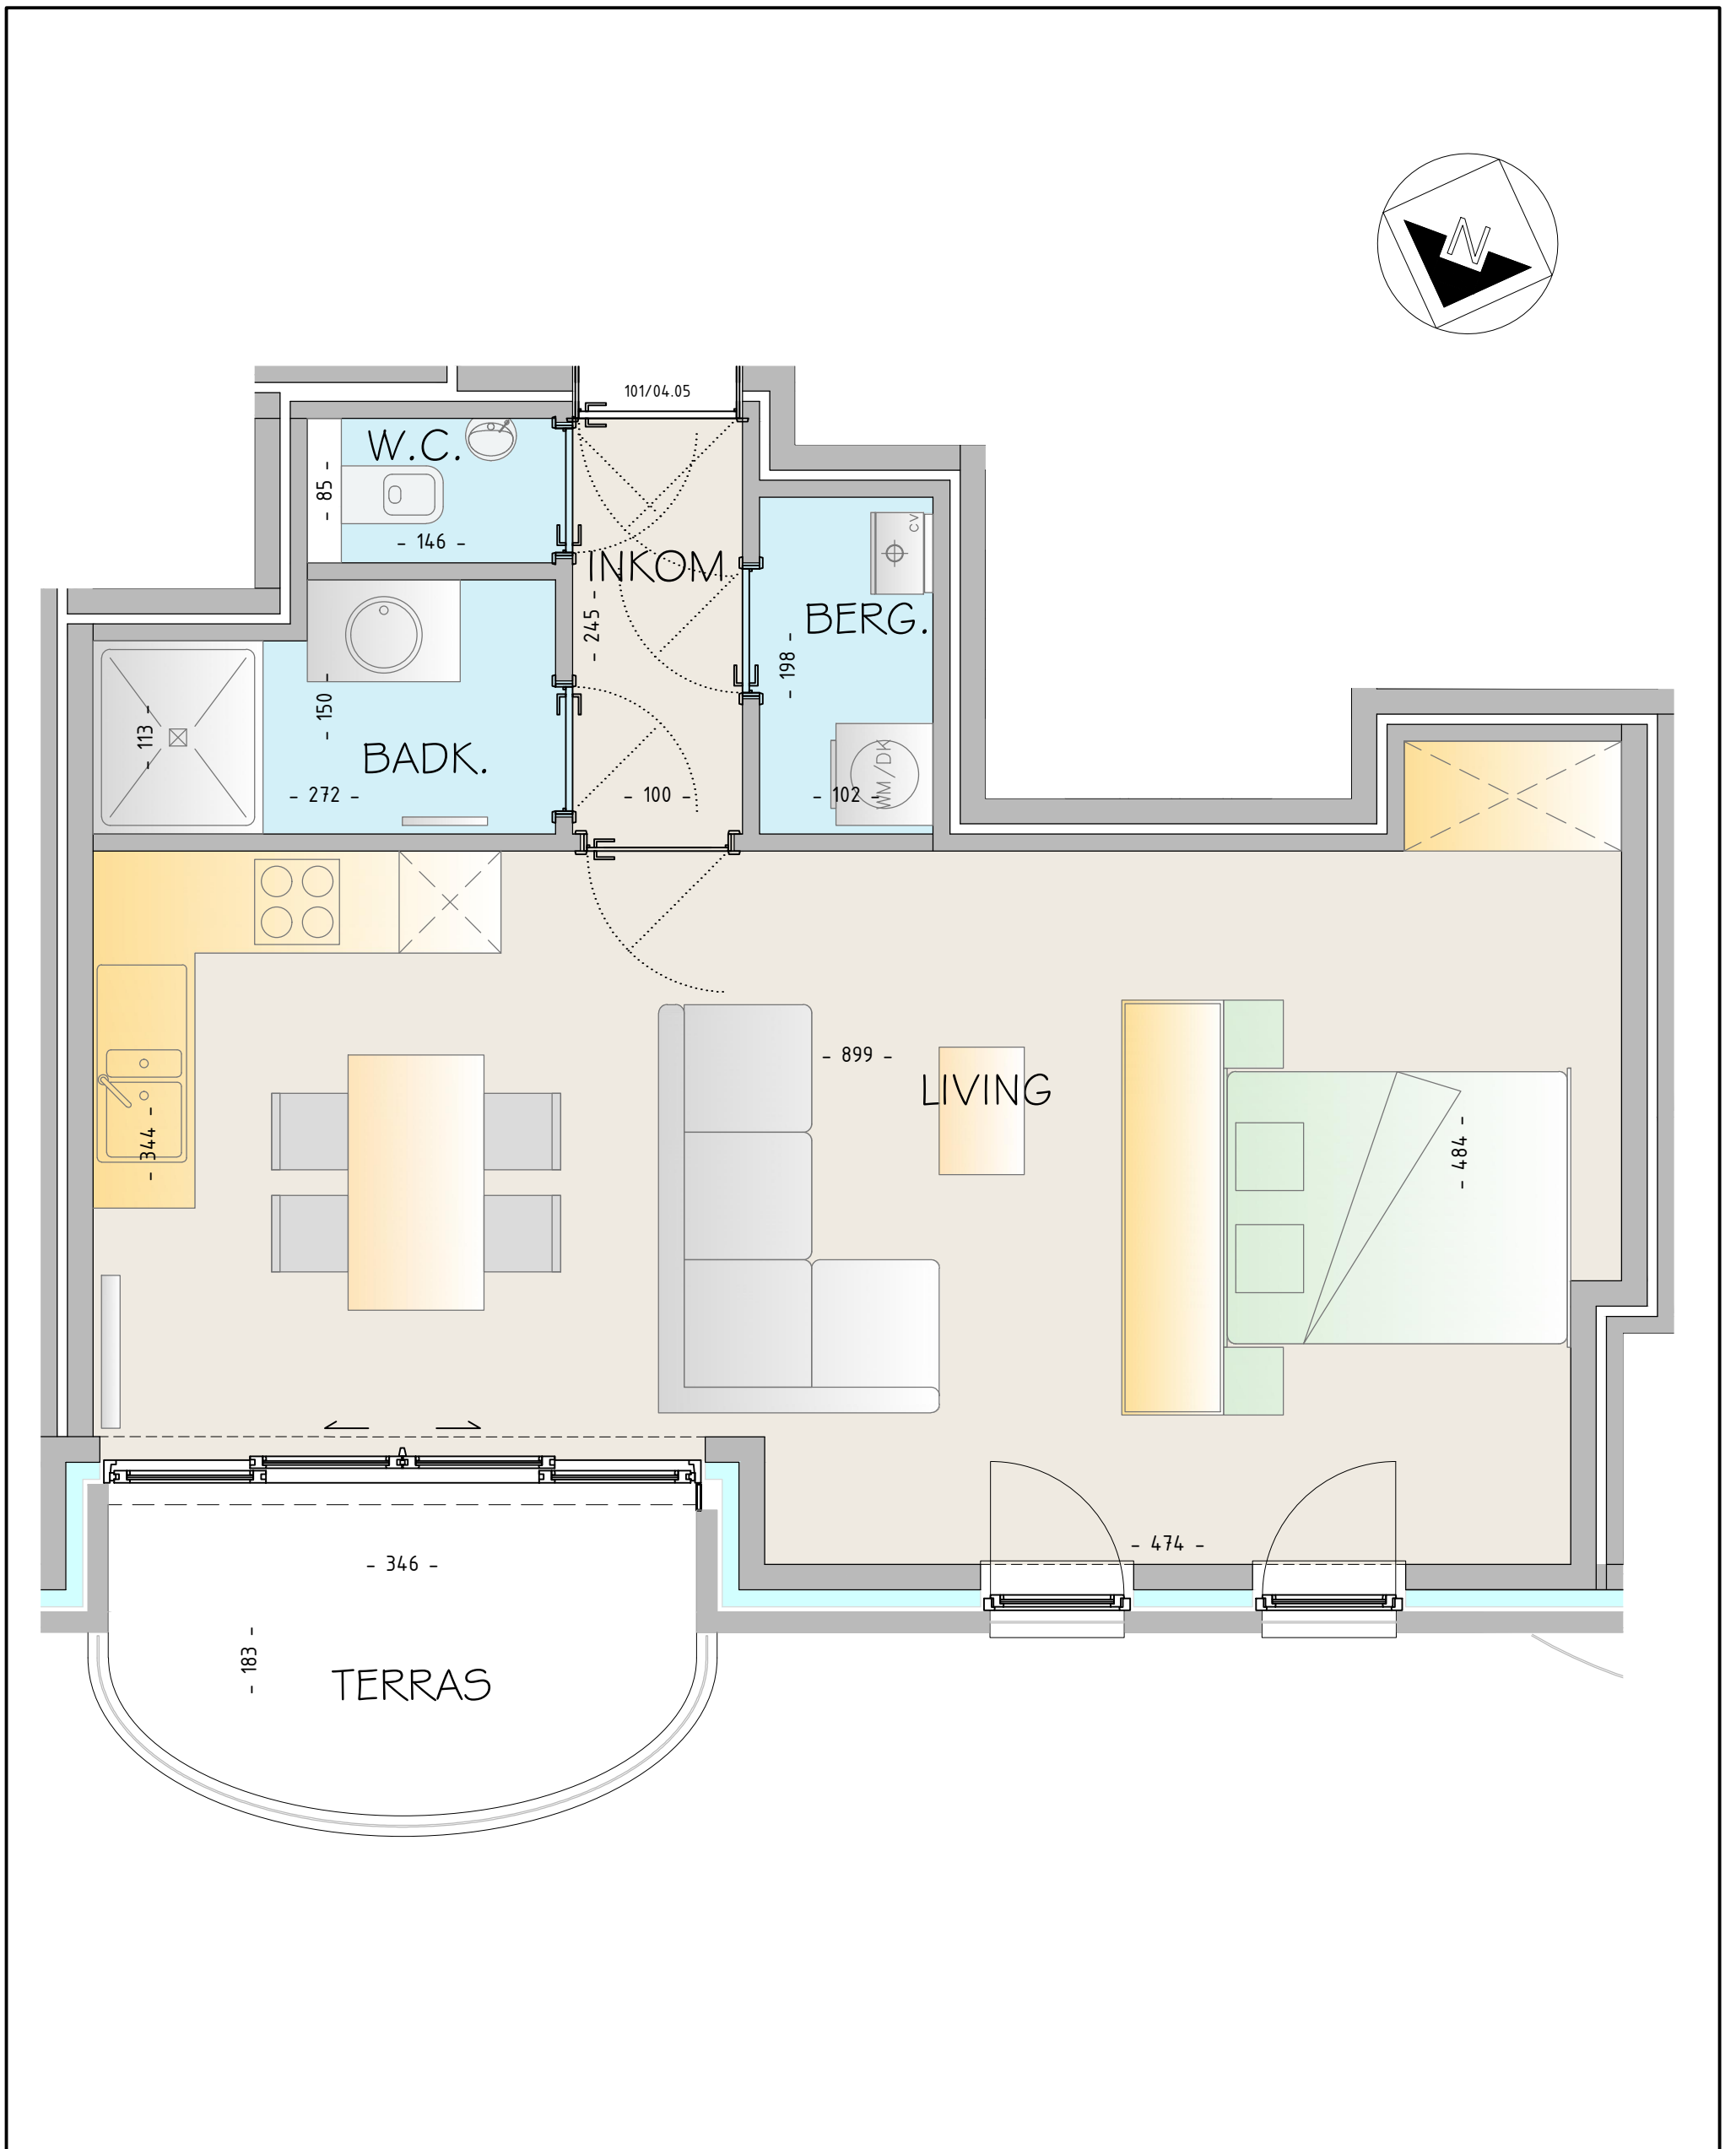 N
101/04.05
W.C.
- 85 -
- 146 -
CV
INKOM
- 245 -
BERG.
- 198 -
- 150 -
- 113 -
BADK.
- 272 -
- 100 -
- 102 -
WM/DK
- 899 -
LIVING
- 344 -
- 484 -
- 474 -
- 346 -
- 183 -
TERRAS